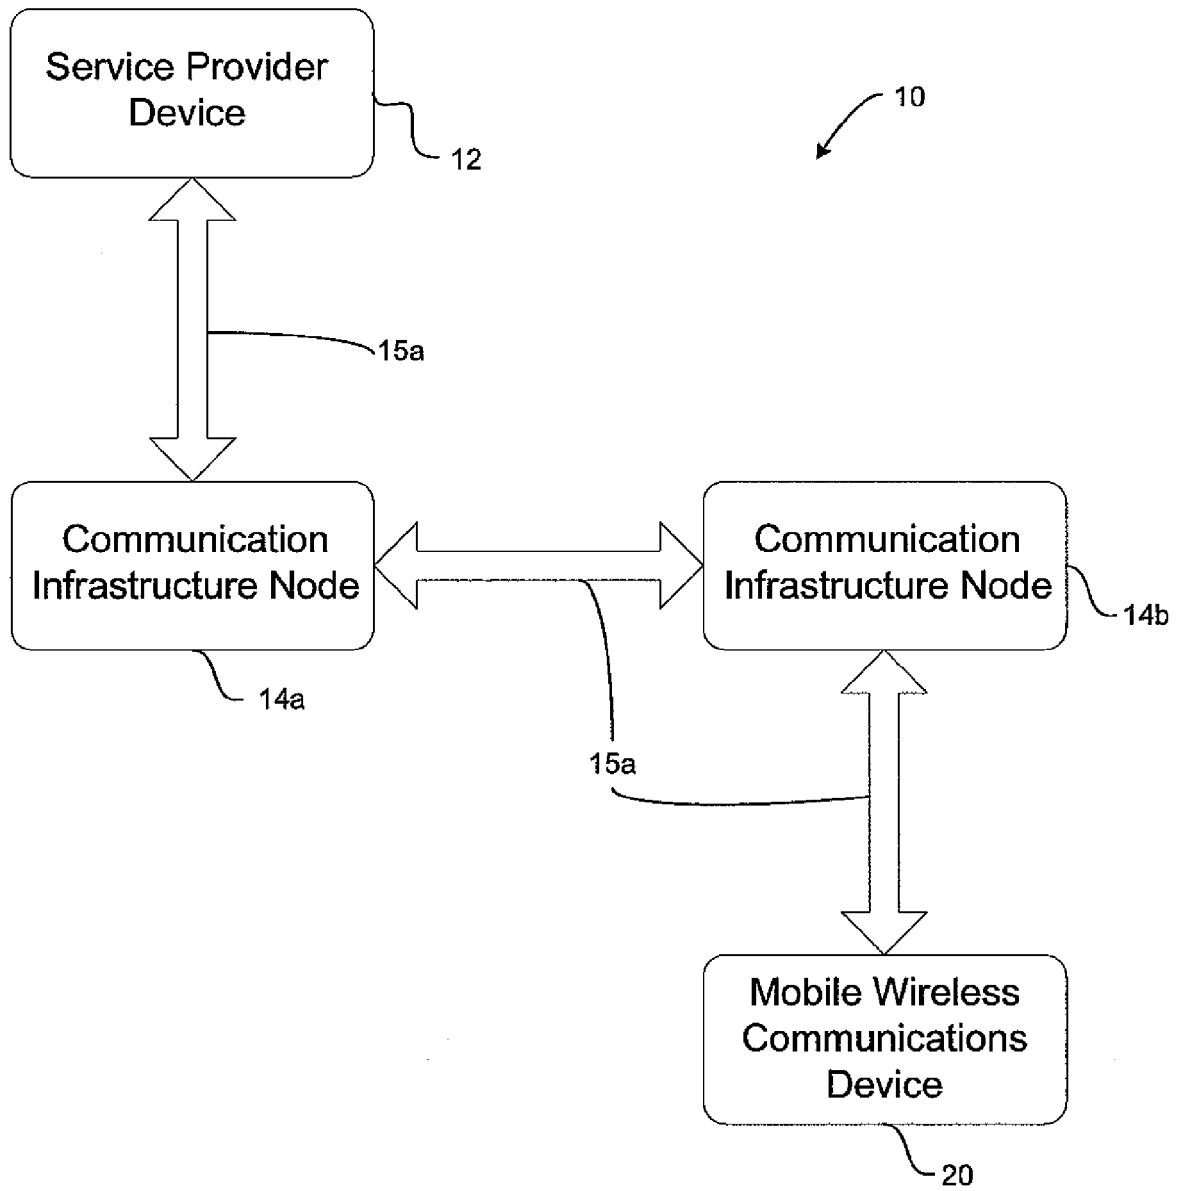 Service Provider
Device
10
12
15a
Communication
Infrastructure Node
Communication
Infrastructure Node
14b
14a
15a
Mobile Wireless
Communications
Device
20